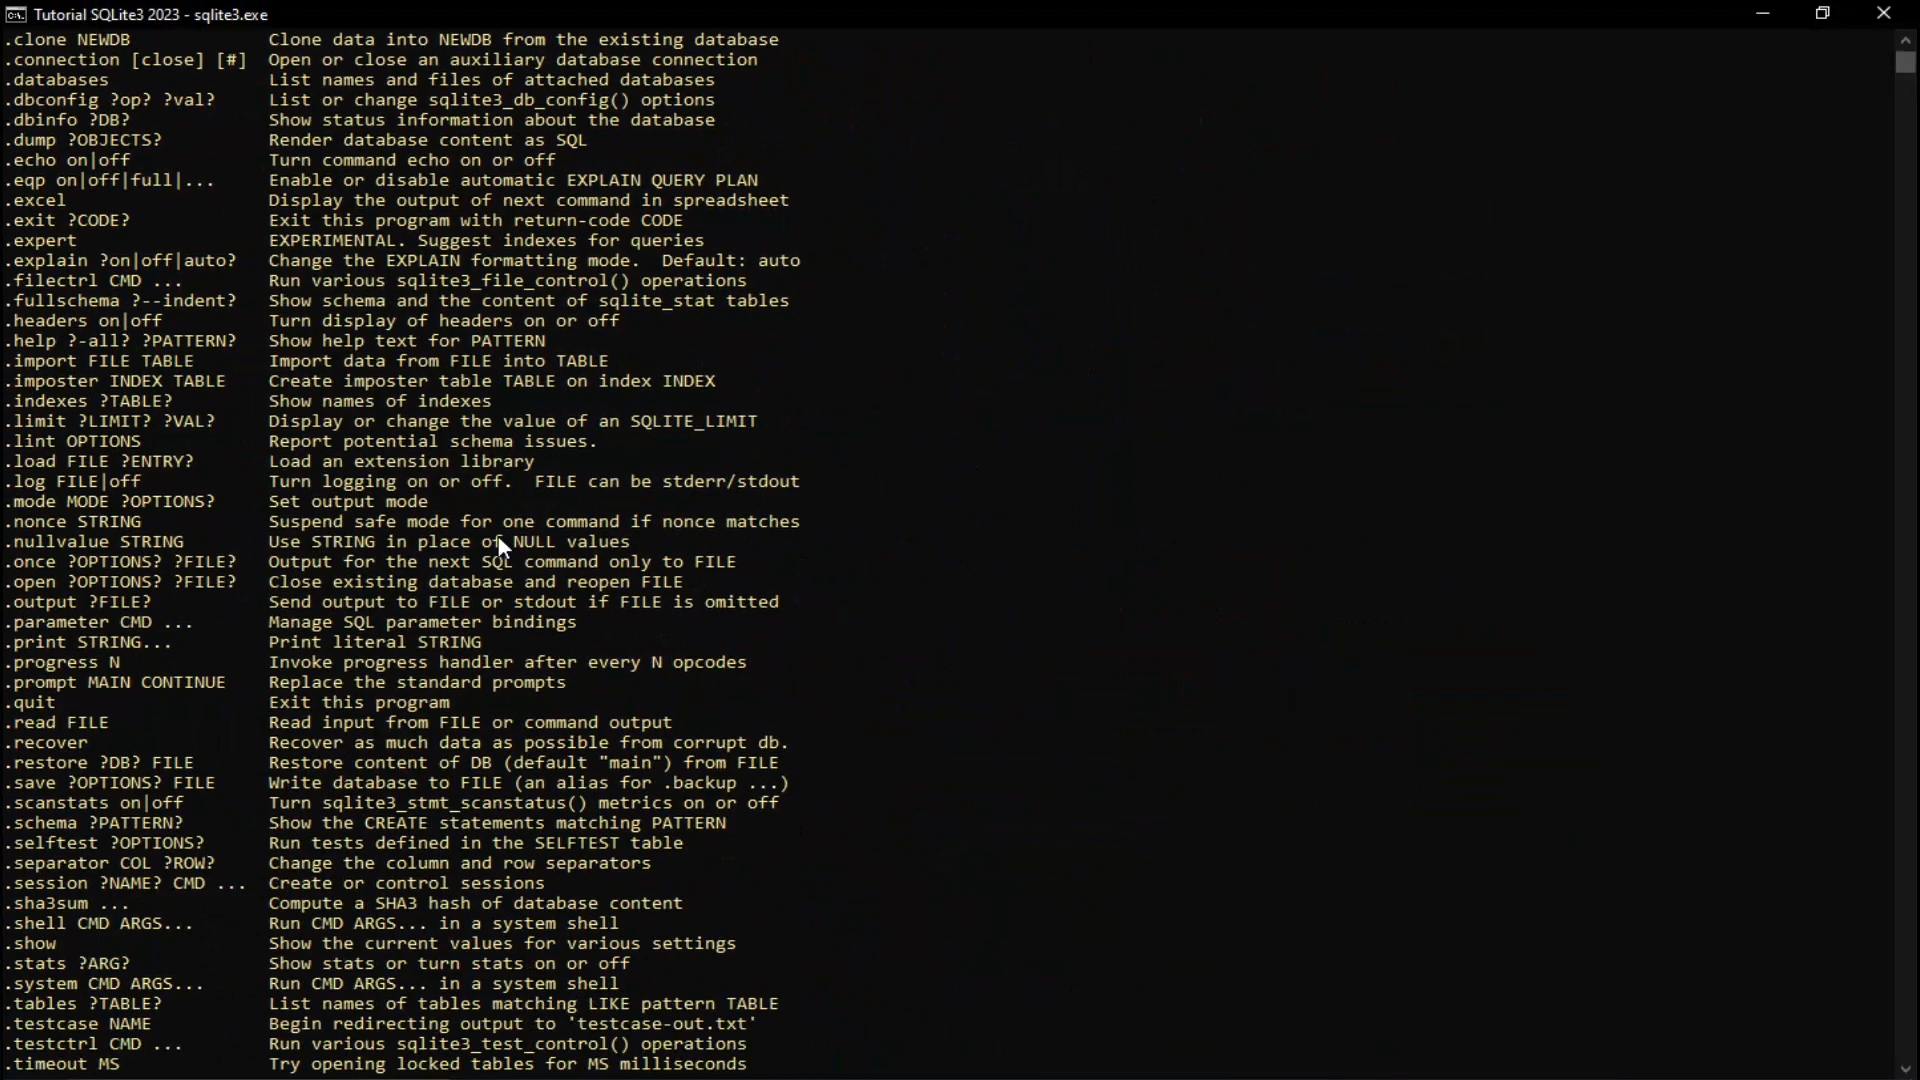 Tutorial SQLite3 2023 - sqlite3.exe
.clone NEWDB             Clone data into NEWDB from the existing database
.connection [close] [#]  Open or close an auxiliary database connection
.databases               List names and files of attached databases
.dbconfig ?op? ?val?     List or change sqlite3_db_config() options
.dbinfo ?DB?             Show status information about the database
.dump ?OBJECTS?          Render database content as SQL
.echo on|off             Turn command echo on or off
.eqp on|off|full|...     Enable or disable automatic EXPLAIN QUERY PLAN
.excel                   Display the output of next command in spreadsheet
.exit ?CODE?             Exit this program with return-code CODE
.expert                  EXPERIMENTAL. Suggest indexes for queries
.explain ?on|off|auto?   Change the EXPLAIN formatting mode.  Default: auto
.filectrl CMD ...        Run various sqlite3_file_control() operations
.fullschema ?--indent?   Show schema and the content of sqlite_stat tables
.headers on|off          Turn display of headers on or off
.help ?-all? ?PATTERN?   Show help text for PATTERN
.import FILE TABLE       Import data from FILE into TABLE
.imposter INDEX TABLE    Create imposter table TABLE on index INDEX
.indexes ?TABLE?         Show names of indexes
.limit ?LIMIT? ?VAL?     Display or change the value of an SQLITE_LIMIT
.lint OPTIONS            Report potential schema issues.
.load FILE ?ENTRY?       Load an extension library
.log FILE|off            Turn logging on or off.  FILE can be stderr/stdout
.mode MODE ?OPTIONS?     Set output mode
.nonce STRING            Suspend safe mode for one command if nonce matches
.nullvalue STRING        Use STRING in place of NULL values
.once ?OPTIONS? ?FILE?   Output for the next SQL command only to FILE
.open ?OPTIONS? ?FILE?   Close existing database and reopen FILE
.output ?FILE?           Send output to FILE or stdout if FILE is omitted
.parameter CMD ...       Manage SQL parameter bindings
.print STRING...         Print literal STRING
.progress N              Invoke progress handler after every N opcodes
.prompt MAIN CONTINUE    Replace the standard prompts
.quit                    Exit this program
.read FILE               Read input from FILE or command output
.recover                 Recover as much data as possible from corrupt db.
.restore ?DB? FILE       Restore content of DB (default "main") from FILE
.save ?OPTIONS? FILE     Write database to FILE (an alias for .backup ...)
.scanstats on|off        Turn sqlite3_stmt_scanstatus() metrics on or off
.schema ?PATTERN?        Show the CREATE statements matching PATTERN
.selftest ?OPTIONS?      Run tests defined in the SELFTEST table
.separator COL ?ROW?     Change the column and row separators
.session ?NAME? CMD ...  Create or control sessions
.sha3sum ...             Compute a SHA3 hash of database content
.shell CMD ARGS...       Run CMD ARGS... in a system shell
.show                    Show the current values for various settings
.stats ?ARG?             Show stats or turn stats on or off
.system CMD ARGS...      Run CMD ARGS... in a system shell
.tables ?TABLE?          List names of tables matching LIKE pattern TABLE
.testcase NAME           Begin redirecting output to 'testcase-out.txt'
.testctrl CMD ...        Run various sqlite3_test_control() operations
.timeout MS              Try opening locked tables for MS milliseconds